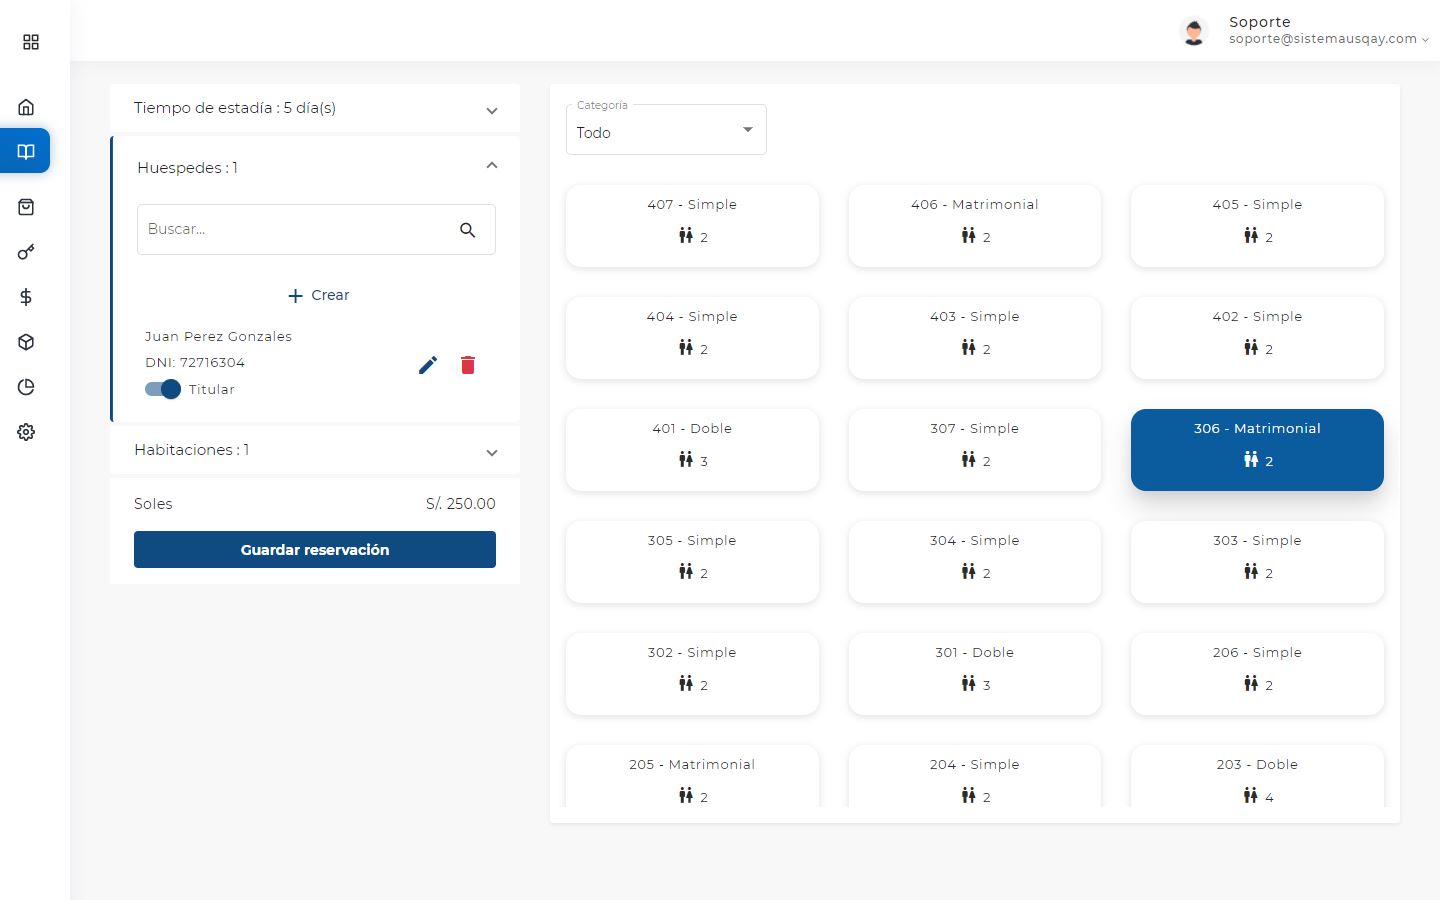 Soporte
soporte@sistemausqay.com
Tiempo de estadía : 5 día(s)
Huespedes : 1
Buscar...
Crear
Juan Perez Gonzales
DNI: 72716304
Titular
Habitaciones : 1
Soles S/. 250.00
Guardar reservación
Categoría
Todo
407 - Simple
2
406 - Matrimonial
2
405 - Simple
2
404 - Simple
2
403 - Simple
2
402 - Simple
2
401 - Doble
3
307 - Simple
2
306 - Matrimonial
2
305 - Simple
2
304 - Simple
2
303 - Simple
2
302 - Simple
2
301 - Doble
3
206 - Simple
2
205 - Matrimonial
2
204 - Simple
2
203 - Doble
4